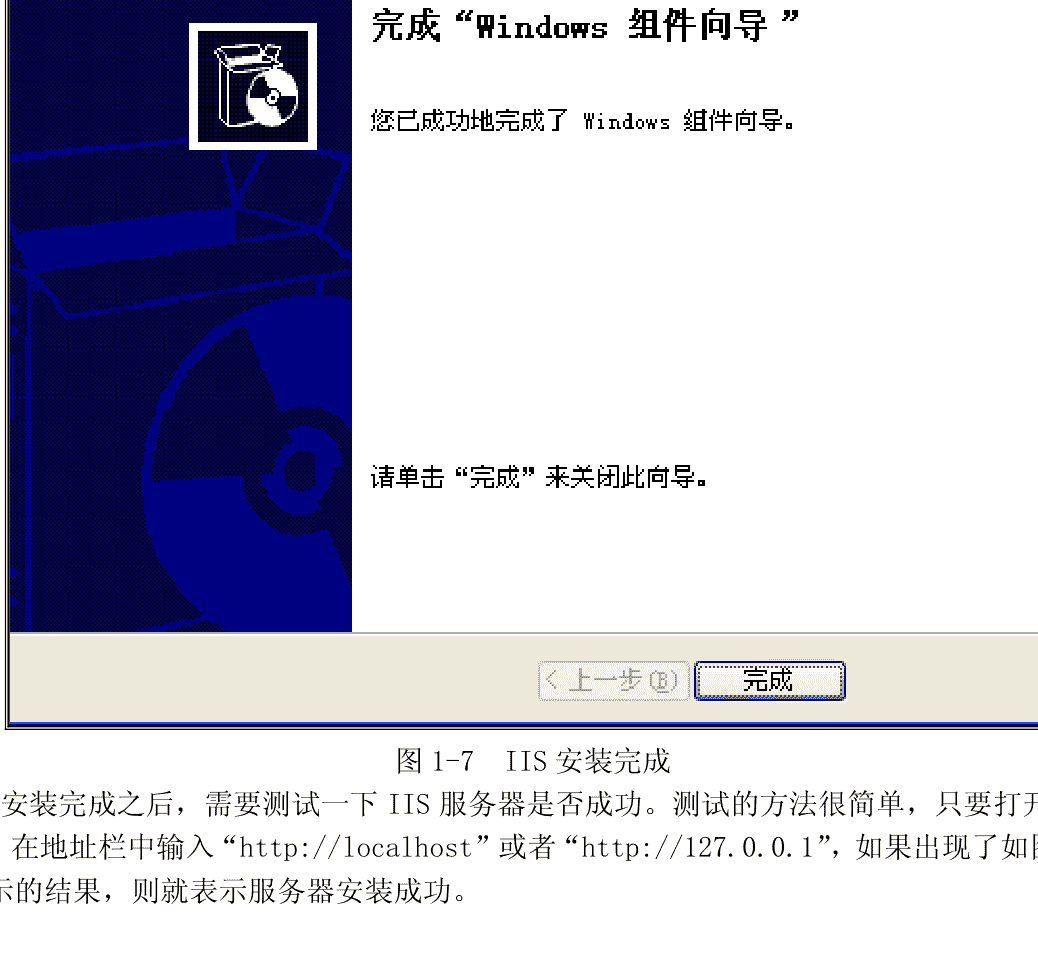 完成“Windows 组件向导 ”
您已成功地完成了 Windows 组件向导。
请单击“完成”来关闭此向导。
< 上一步(B)
完成
图 1-7 IIS 安装完成
安装完成之后，需要测试一下 IIS 服务器是否成功。测试的方法很简单，只要打开
在地址栏中输入“http://localhost”或者“http://127.0.0.1”，如果出现了如图
示的结果，则就表示服务器安装成功。